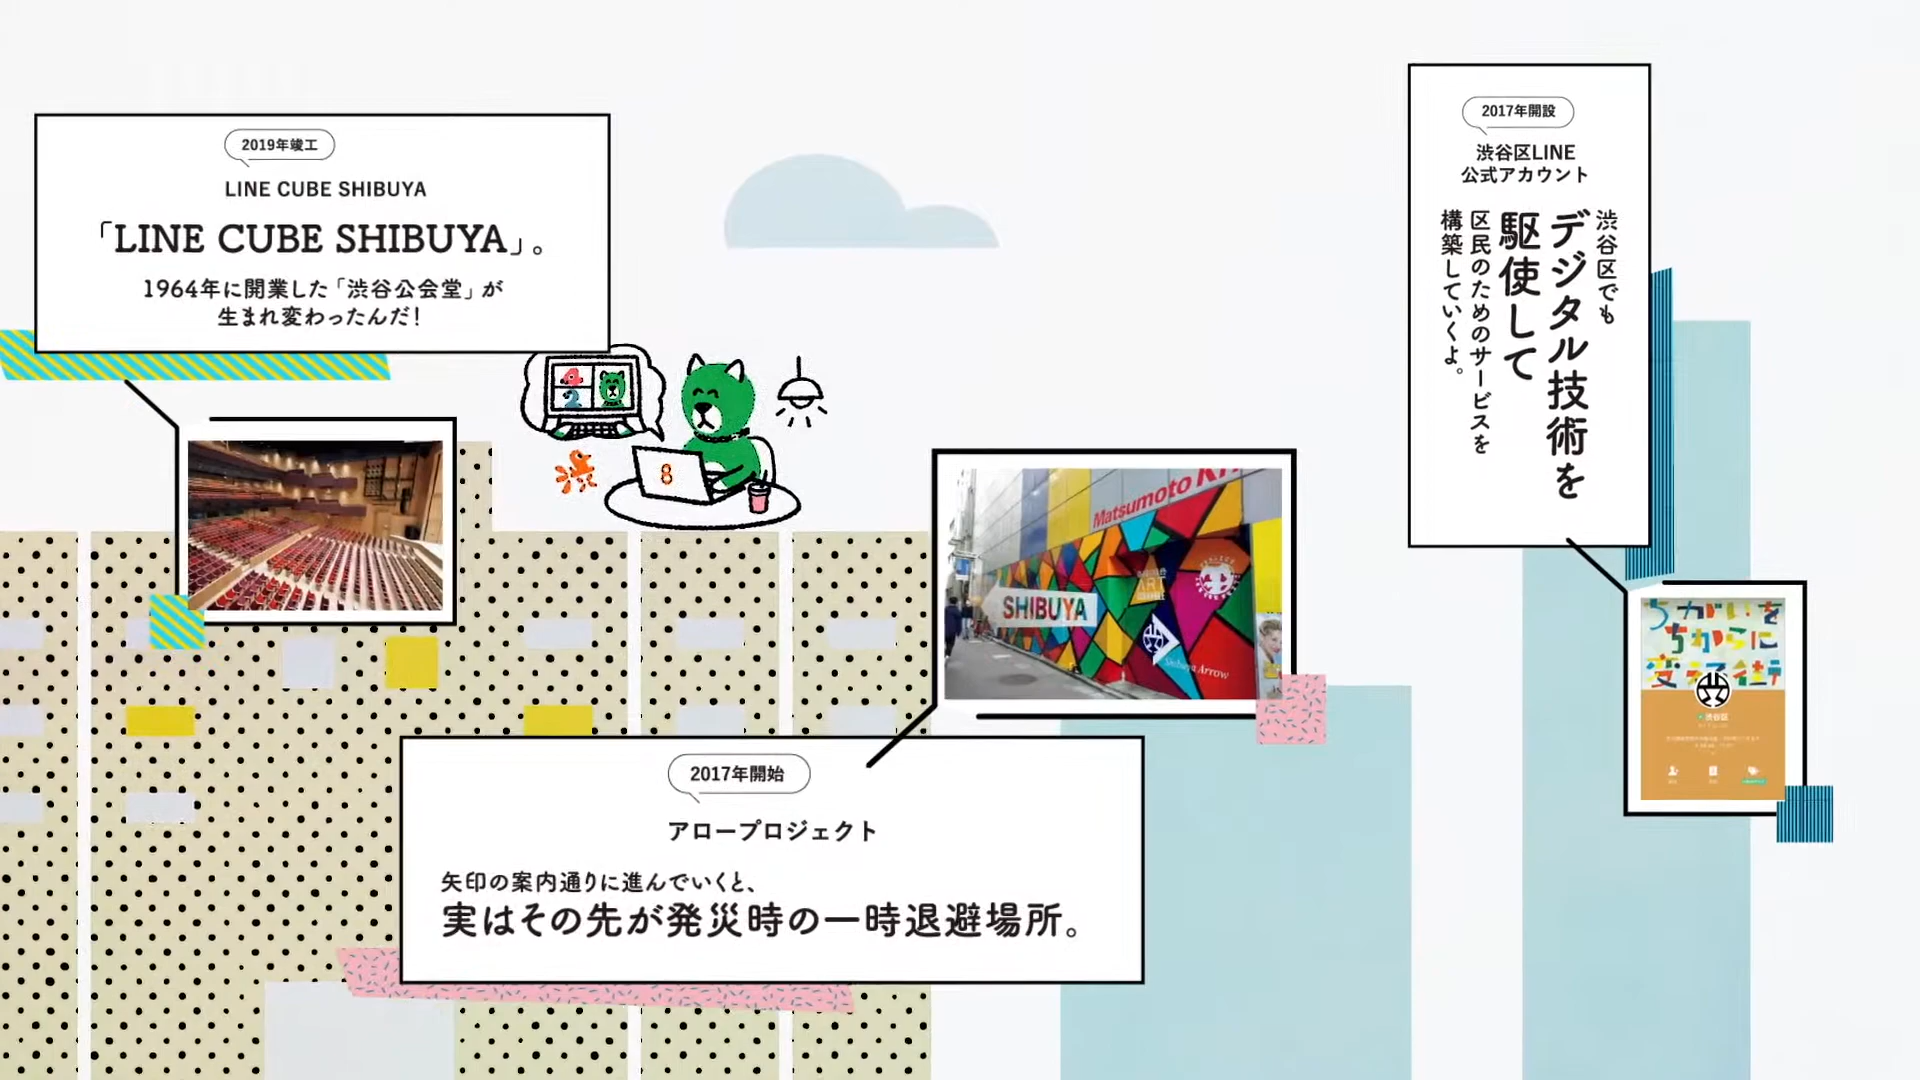 2019年竣工
LINE CUBE SHIBUYA
「LINE CUBE SHIBUYA」。
1964年に開業した「渋谷公会堂」が
生まれ変わったんだ!
8
Matsumoto
SHIBUYA
ART
Shibuya Arrow
2017年開始
アロープロジェクト
矢印の案内通りに進んでいくと、
実はその先が発災時の一時退避場所。
2017年開設
渋谷区LINE
公式アカウント
渋谷区でも
デジタル技術を
駆使して
区民のためのサービスを
構築していくよ。
ちがいを
ちからに
変える街
渋谷区